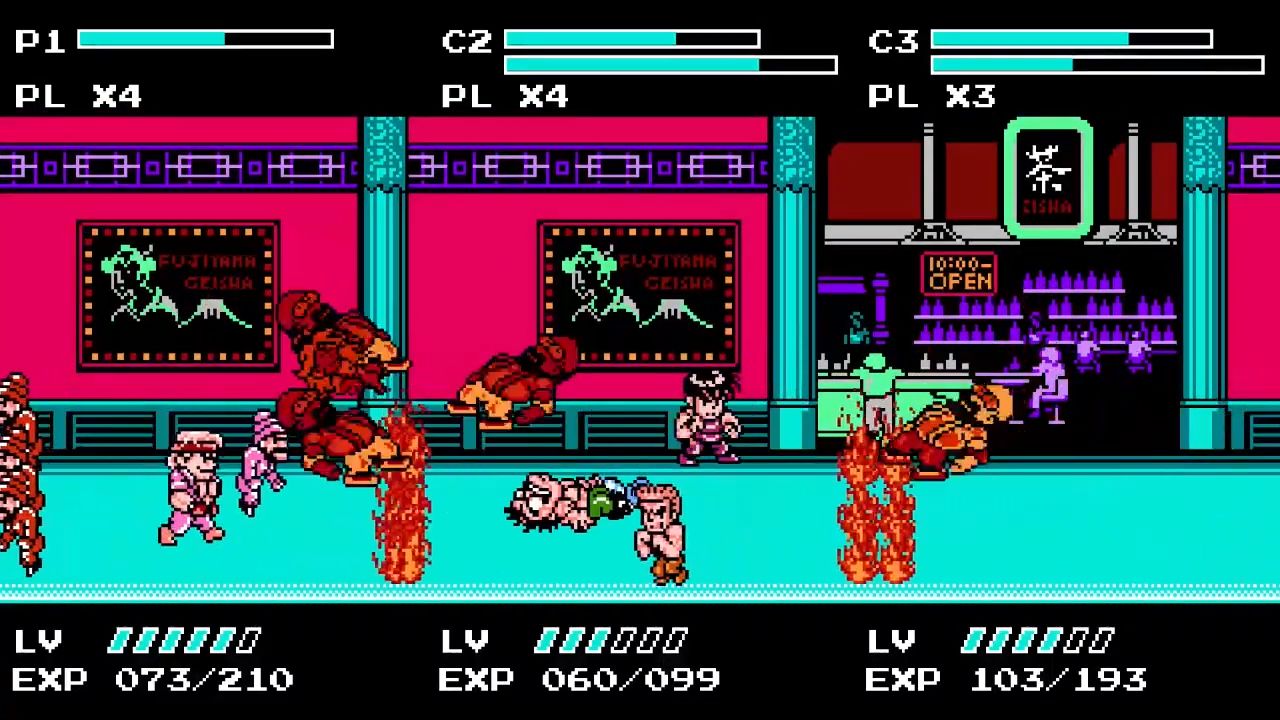 P1
C2
C3
PL X4
PL X4
PL X3
茶
FUJIYAMA
GEISHA
FUJIYAMA
GEISHA
10:00~
OPEN
LV
LV
LV
EXP 073/210
EXP 060/099
EXP 103/193